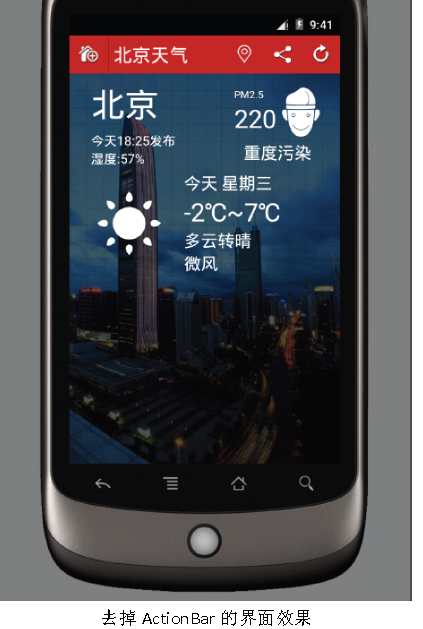 9:41
北京天气
北京
今天18:25发布
湿度:57%
PM2.5
220
重度污染
今天 星期三
-2℃~7℃
多云转晴
微风
去掉 ActionBar 的界面效果